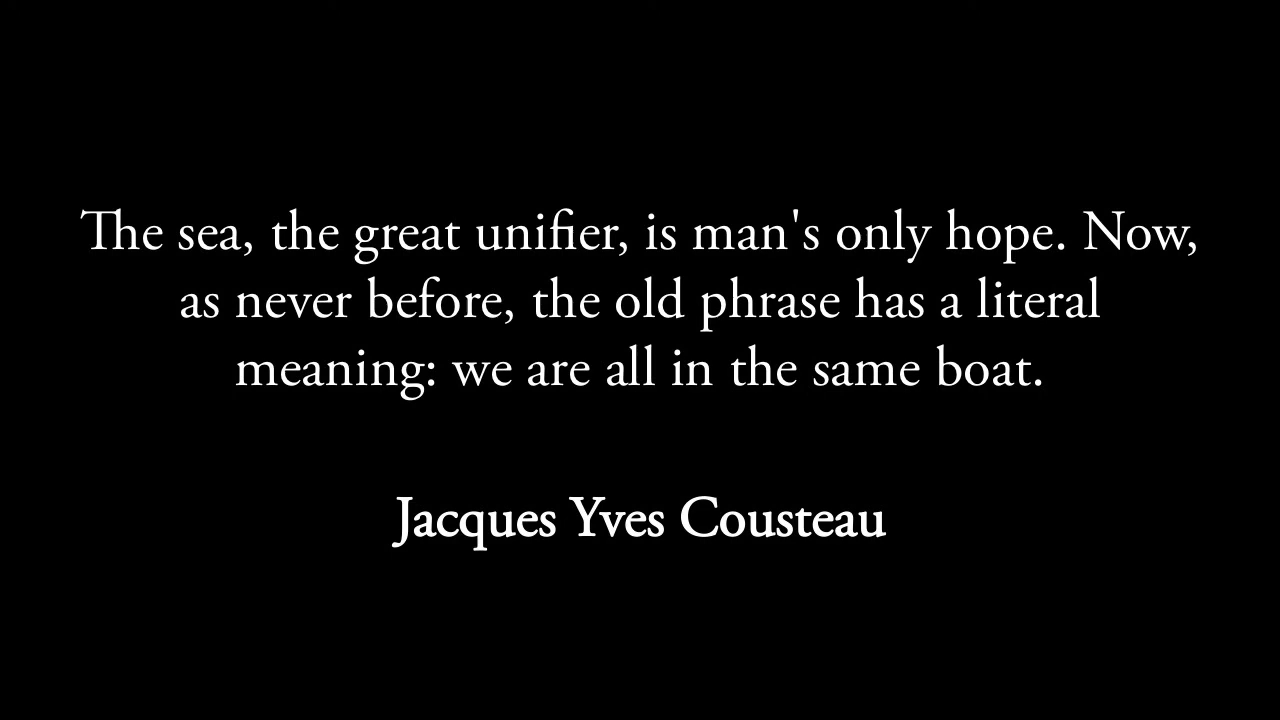 The sea, the great unifier, is man's only hope. Now,
as never before, the old phrase has a literal
meaning: we are all in the same boat.
Jacques Yves Cousteau